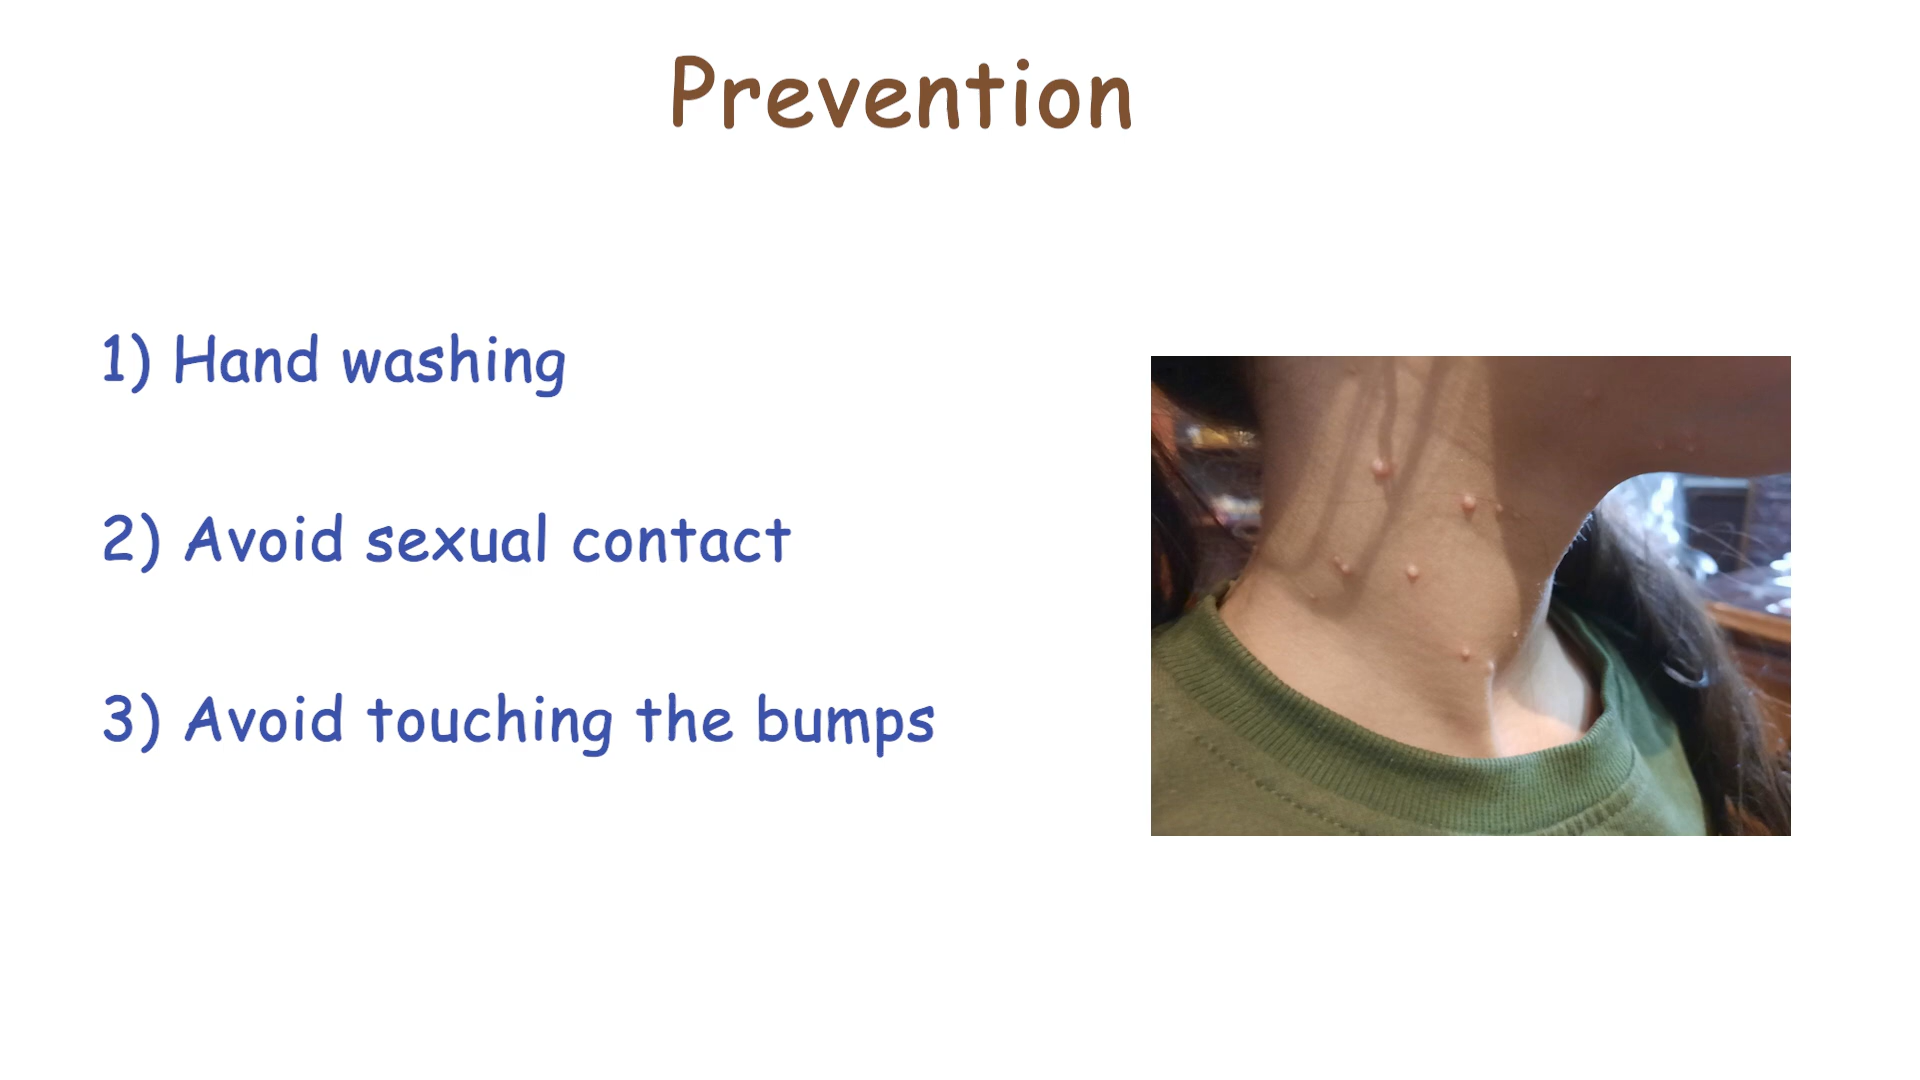 Prevention
1) Hand washing
2) Avoid sexual contact
3) Avoid touching the bumps